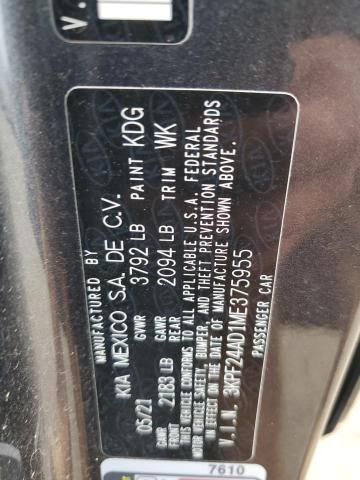 MANUFACTURED BY
KIA MEXICO S.A. DE C.V.
05/21 GVWR 3792 LB PAINT KDG
GAWR FRONT 2183 LB GAWR REAR 2094 LB TRIM WK
THIS VEHICLE CONFORMS TO ALL APPLICABLE U.S.A. FEDERAL
MOTOR VEHICLE SAFETY, BUMPER, AND THEFT PREVENTION STANDARDS
IN EFFECT ON THE DATE OF MANUFACTURE SHOWN ABOVE.
V.I.N. 3KPF24AD1ME375955
PASSENGER CAR
7610
V.